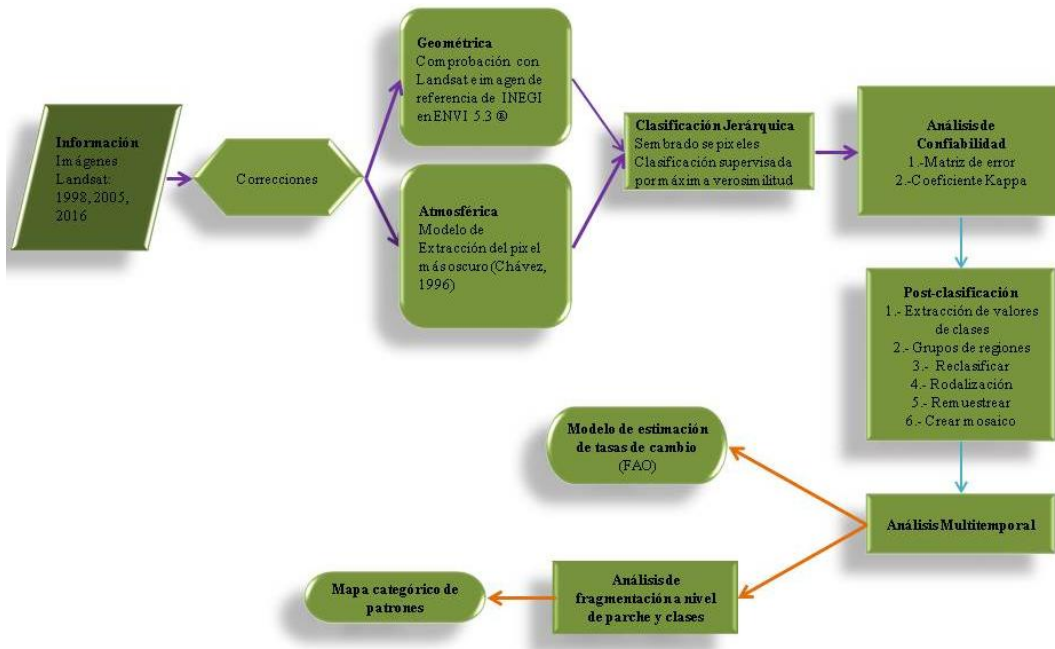 Información
Imágenes
Landsat:
1998, 2005,
2016
Correcciones
Geométrica
Comprobación con
Landsat e imagen de
referencia de INEGI
en ENVI 5.3 ®
Atmosférica
Modelo de
Extracción del pixel
más oscuro (Chávez,
1996)
Clasificación Jerárquica
Sembrado se pixeles
Clasificación supervisada
por máxima verosimilitud
Análisis de
Confiabilidad
1.-Matriz de error
2.-Coeficiente Kappa
Post-clasificación
1.- Extracción de valores
de clases
2.- Grupos de regiones
3.- Reclasificar
4.- Rodalización
5.- Remuestrear
6.- Crear mosaico
Análisis Multitemporal
Modelo de estimación
de tasas de cambio
(FAO)
Análisis de
fragmentación a nivel
de parche y clases
Mapa categórico de
patrones